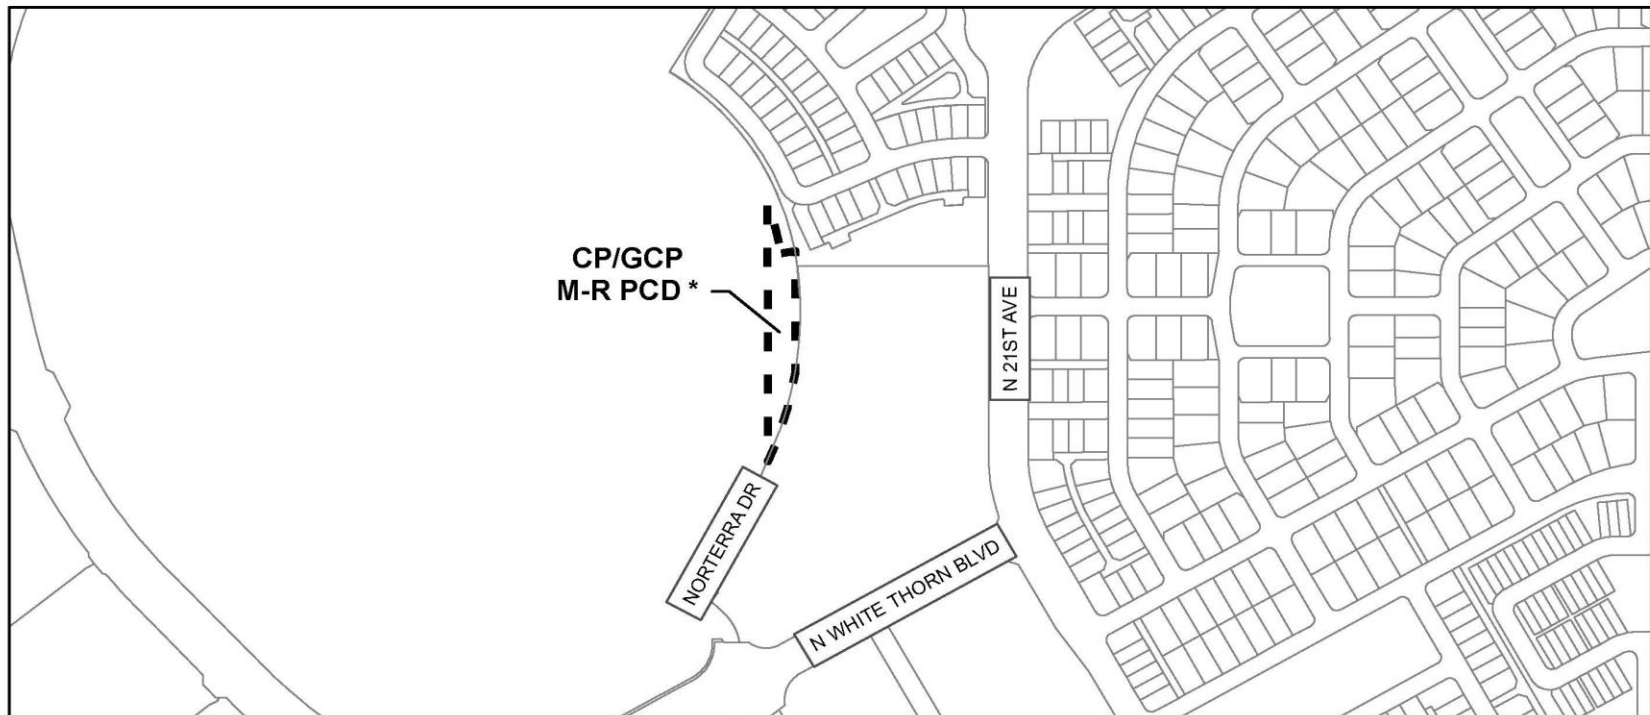 CP/GCP
M-R PCD *
N 21ST AVE
NORTERRA DR
N WHITE THORN BLVD